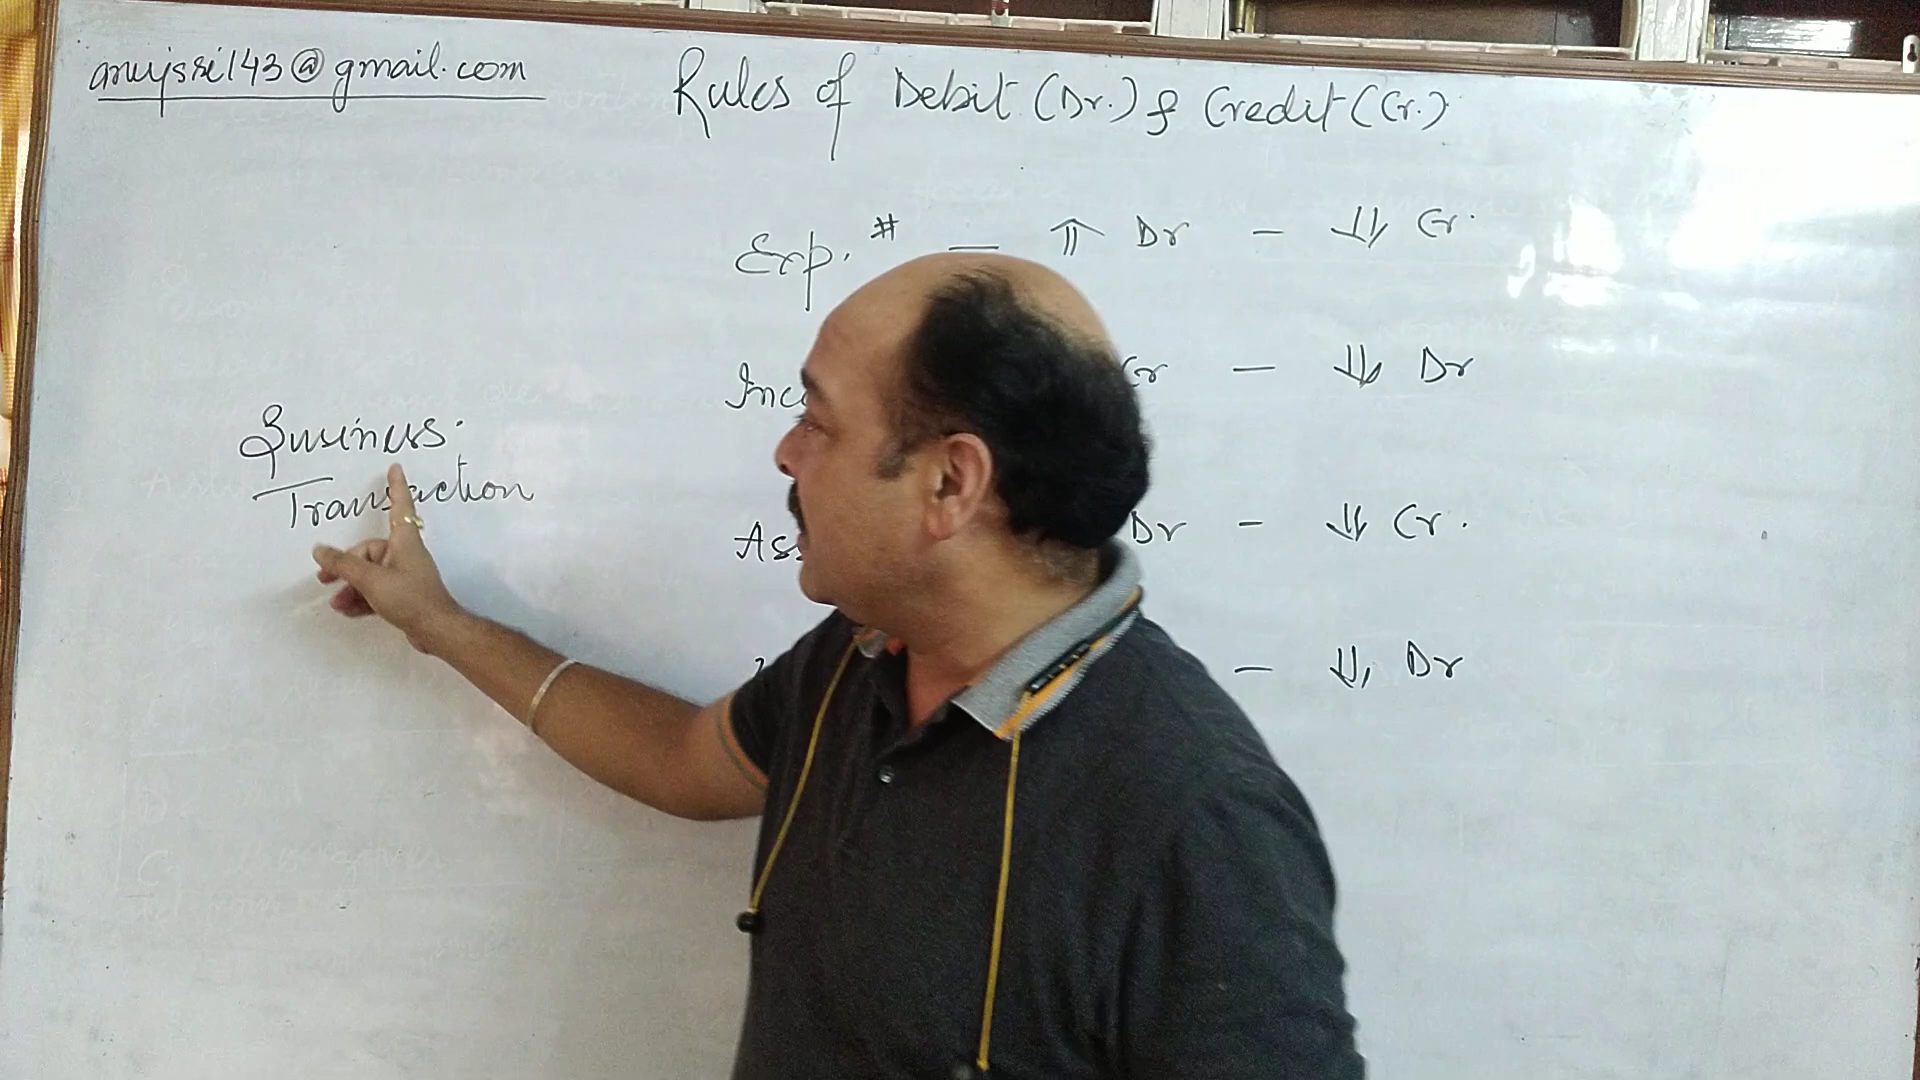 anujssi143@gmail.com
Rules of Debit (Dr.) & Credit (Cr.)
Exp. # — ⇑ Dr — ⇓ Cr.
Inco Cr — ⇓ Dr
Ass Dr — ⇓ Cr.
— ⇓ Dr
Business
Transaction